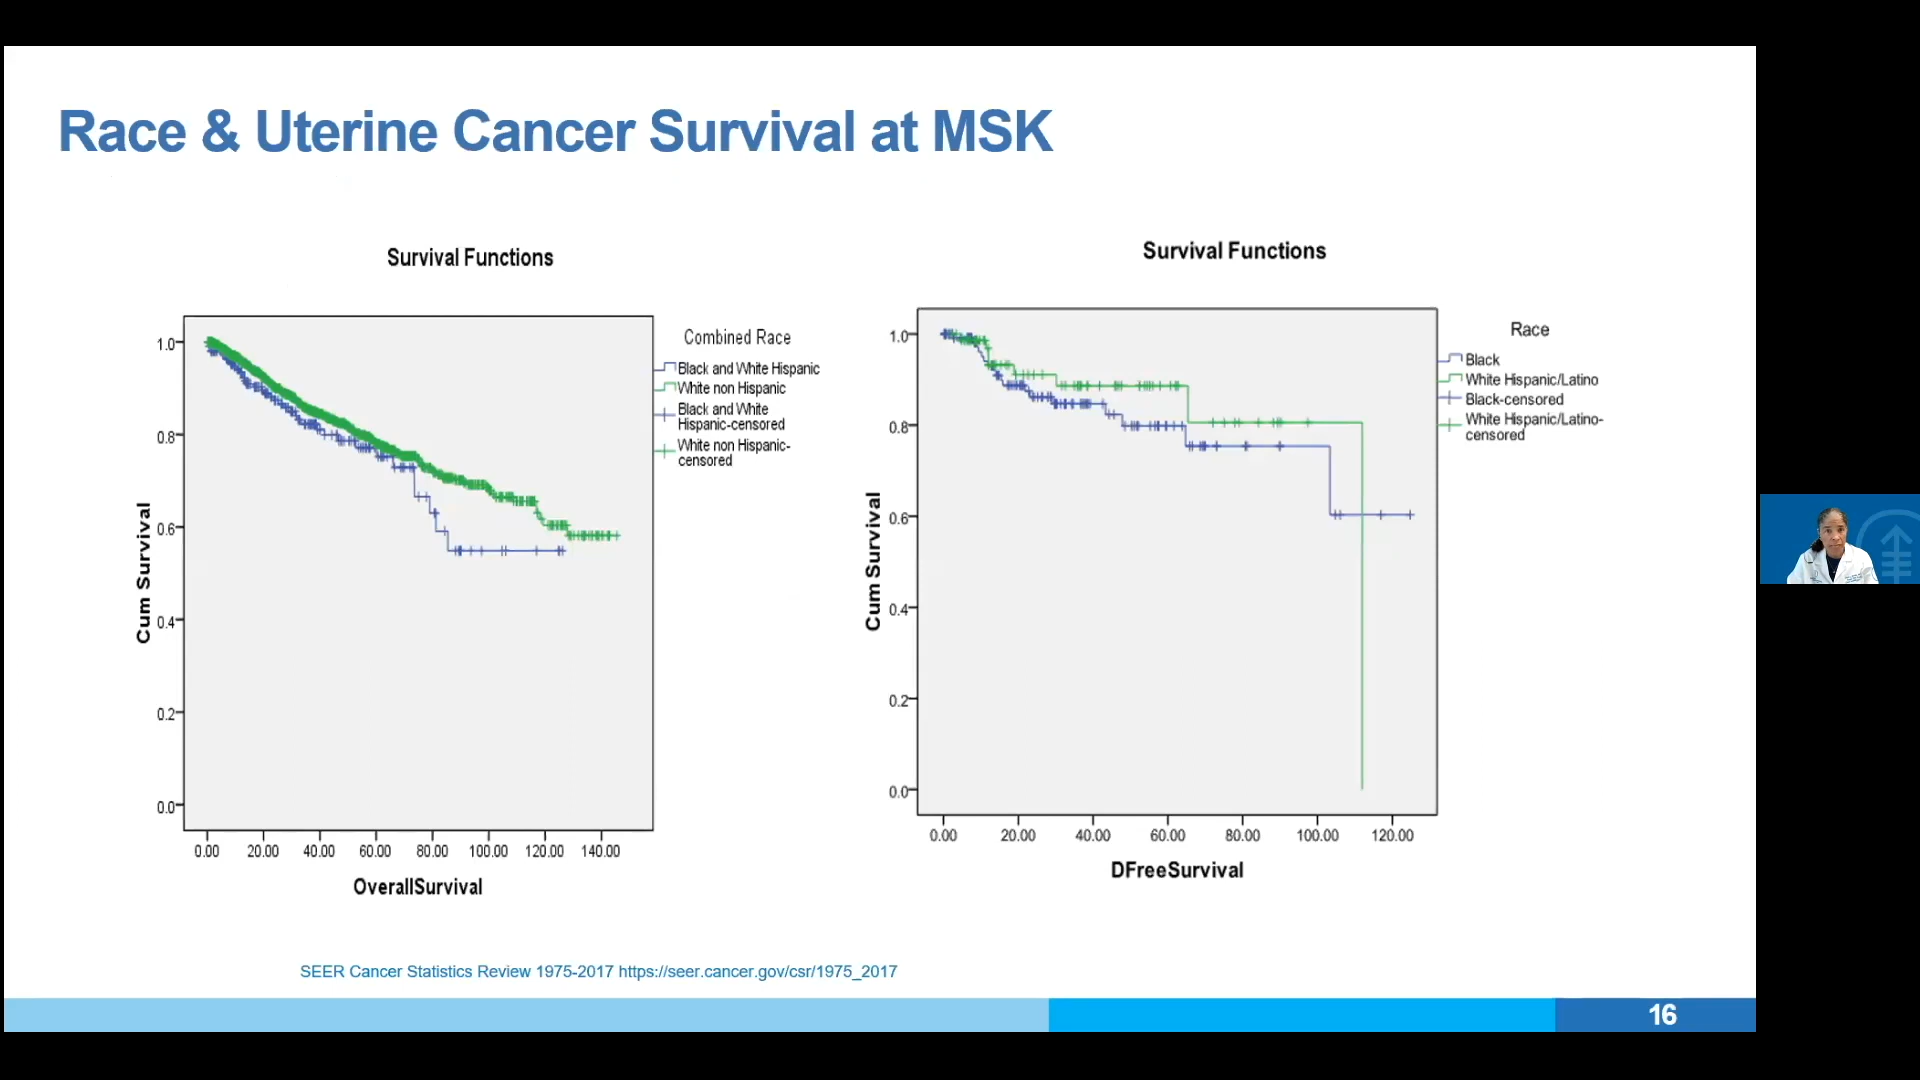 Race & Uterine Cancer Survival at MSK
Survival Functions
Combined Race
Black and White Hispanic
White non Hispanic
Black and White
Hispanic-censored
White non Hispanic-
censored
Cum Survival
1.0
0.8
0.6
0.4
0.2
0.0
0.00 20.00 40.00 60.00 80.00 100.00 120.00 140.00
OverallSurvival
Survival Functions
Race
Black
White Hispanic/Latino
Black-censored
White Hispanic/Latino-
censored
Cum Survival
1.0
0.8
0.6
0.4
0.2
0.0
0.00 20.00 40.00 60.00 80.00 100.00 120.00
DFreeSurvival
SEER Cancer Statistics Review 1975-2017 https://seer.cancer.gov/csr/1975_2017
16